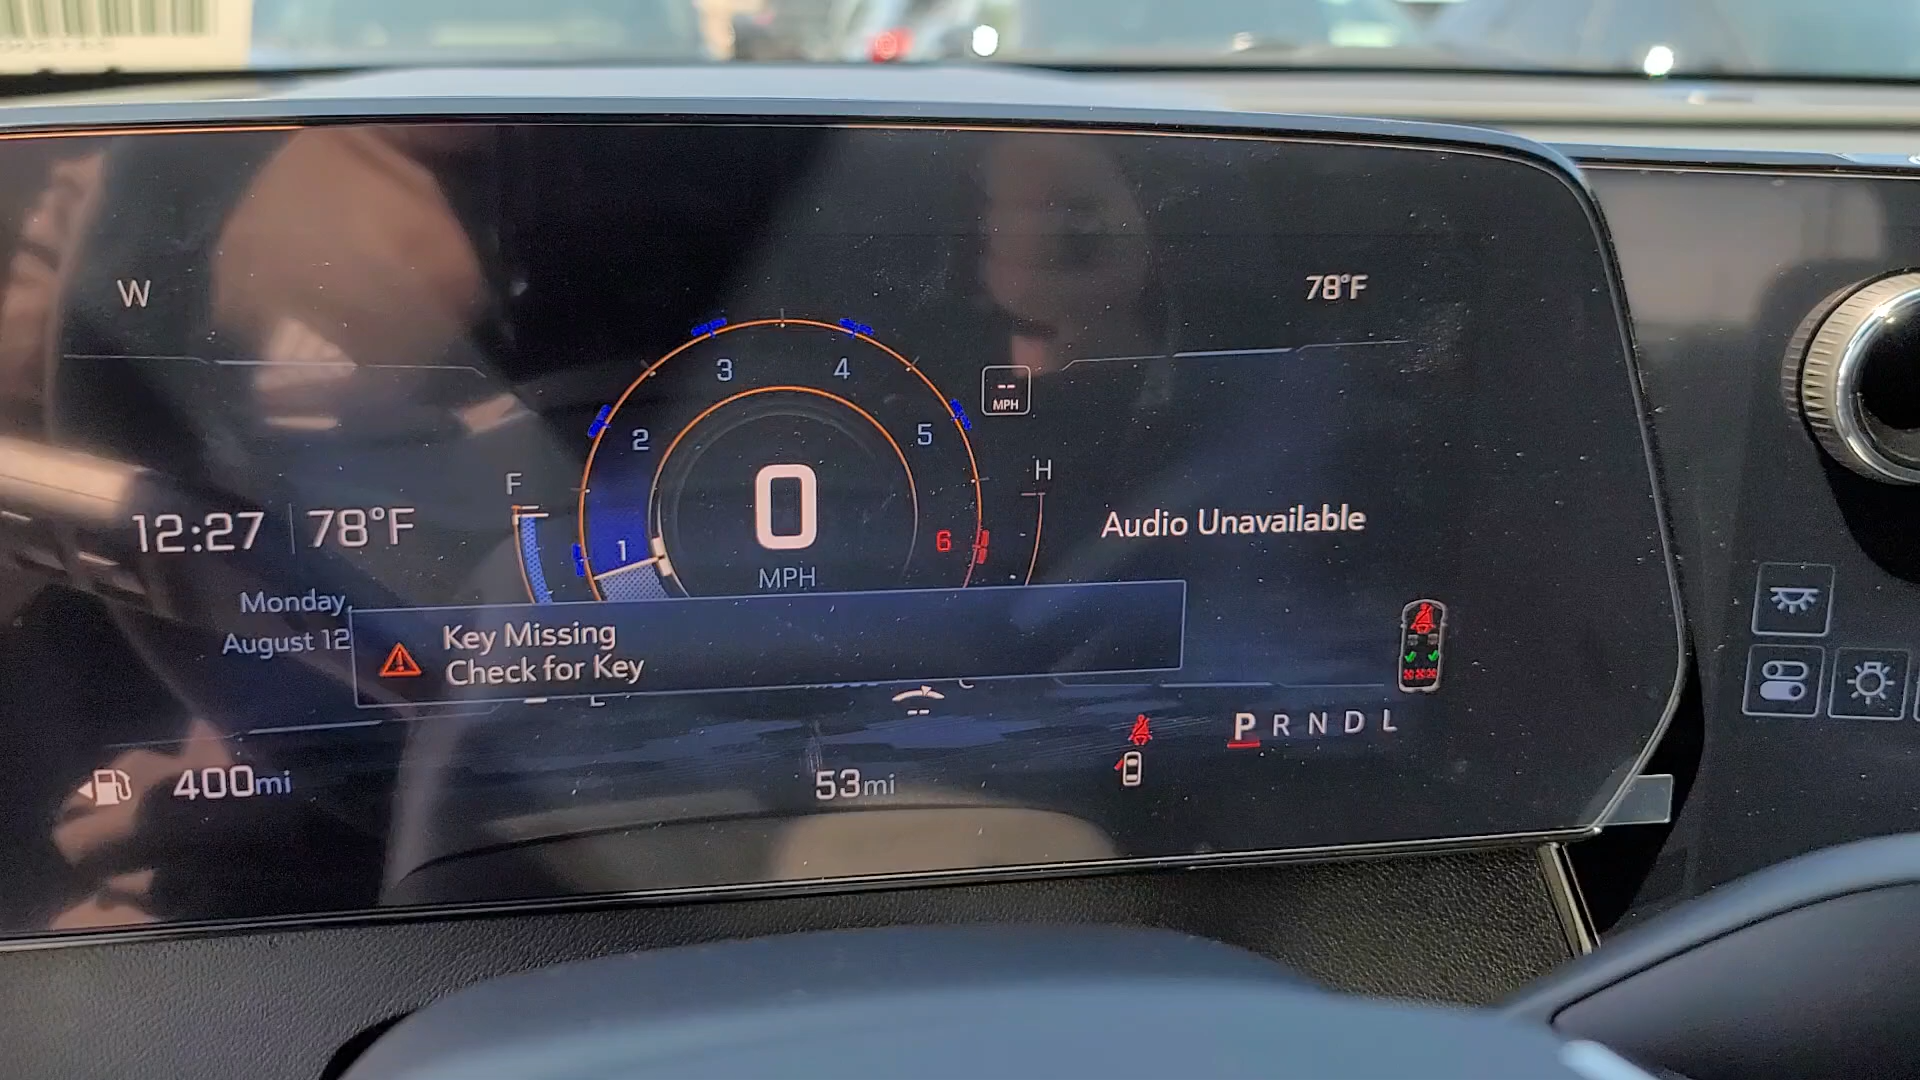 W
78°F
3
4
--
MPH
2
5
F
H
12:27
78°F
0
Audio Unavailable
1
6
MPH
Monday,
August 12
Key Missing
Check for Key
--
P R N D L
400mi
53mi